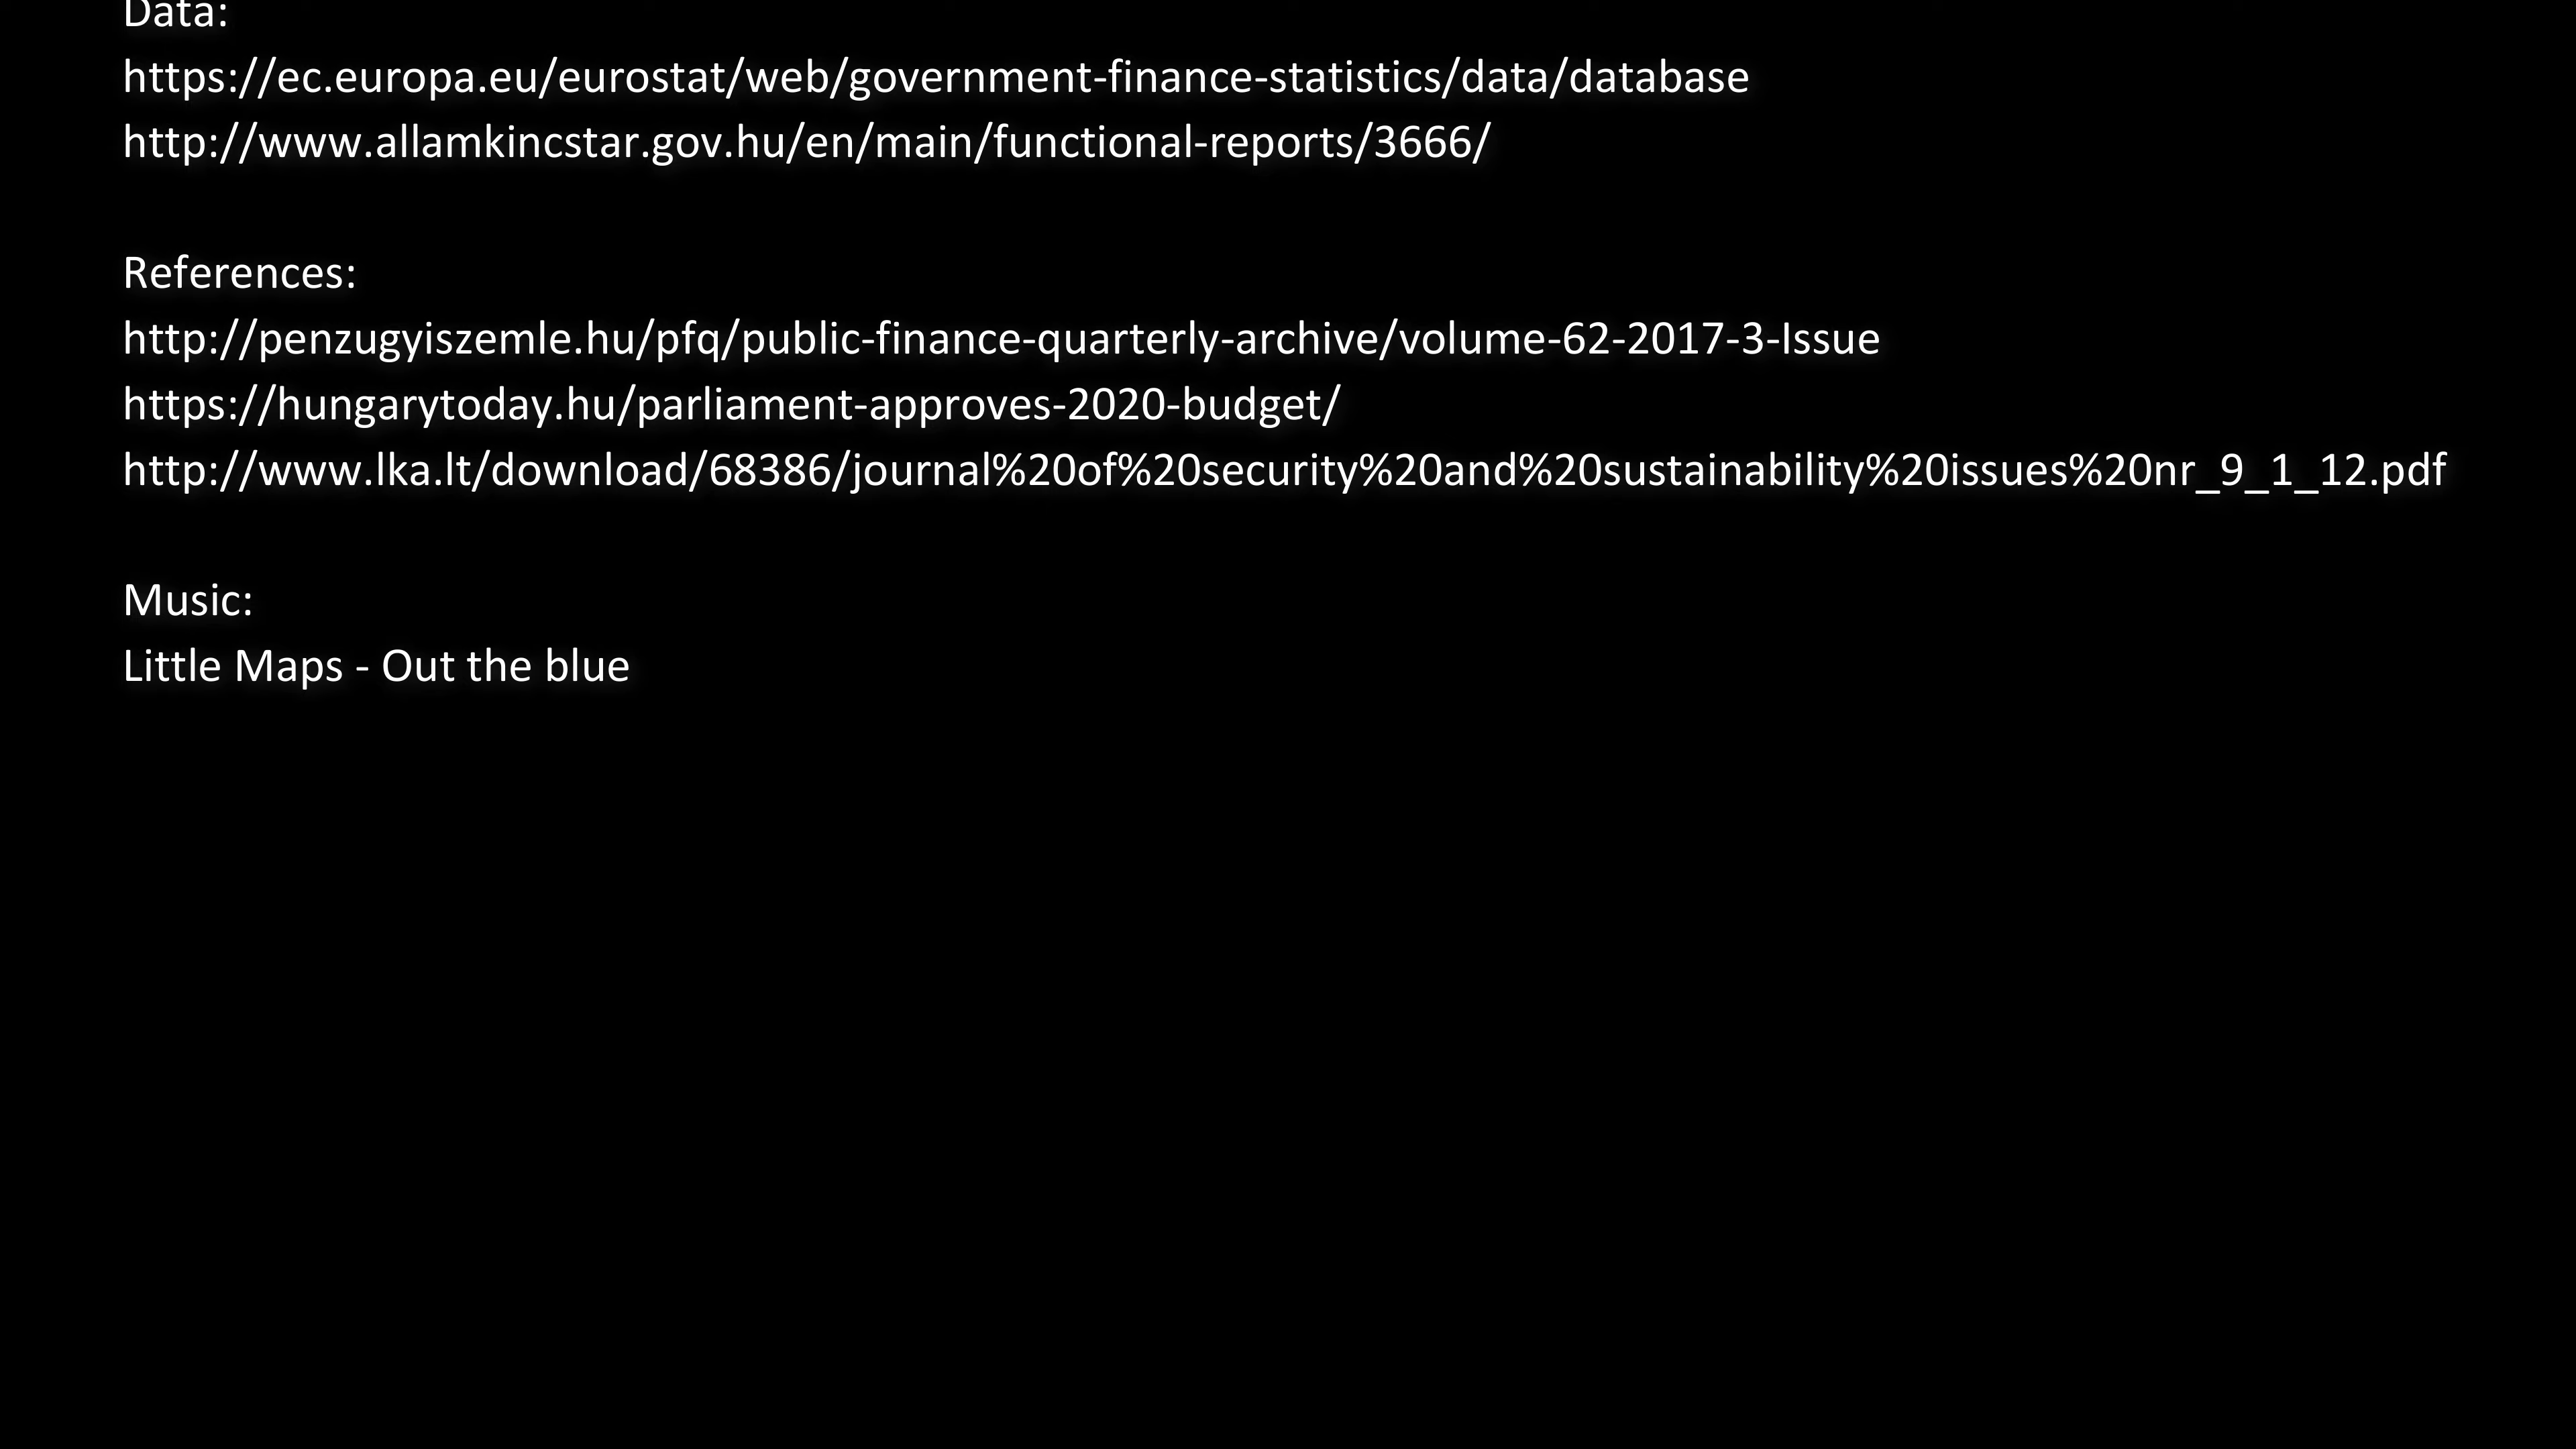 Data:
https://ec.europa.eu/eurostat/web/government-finance-statistics/data/database
http://www.allamkincstar.gov.hu/en/main/functional-reports/3666/
References:
http://penzugyiszemle.hu/pfq/public-finance-quarterly-archive/volume-62-2017-3-Issue
https://hungarytoday.hu/parliament-approves-2020-budget/
http://www.lka.lt/download/68386/journal%20of%20security%20and%20sustainability%20issues%20nr_9_1_12.pdf
Music:
Little Maps - Out the blue